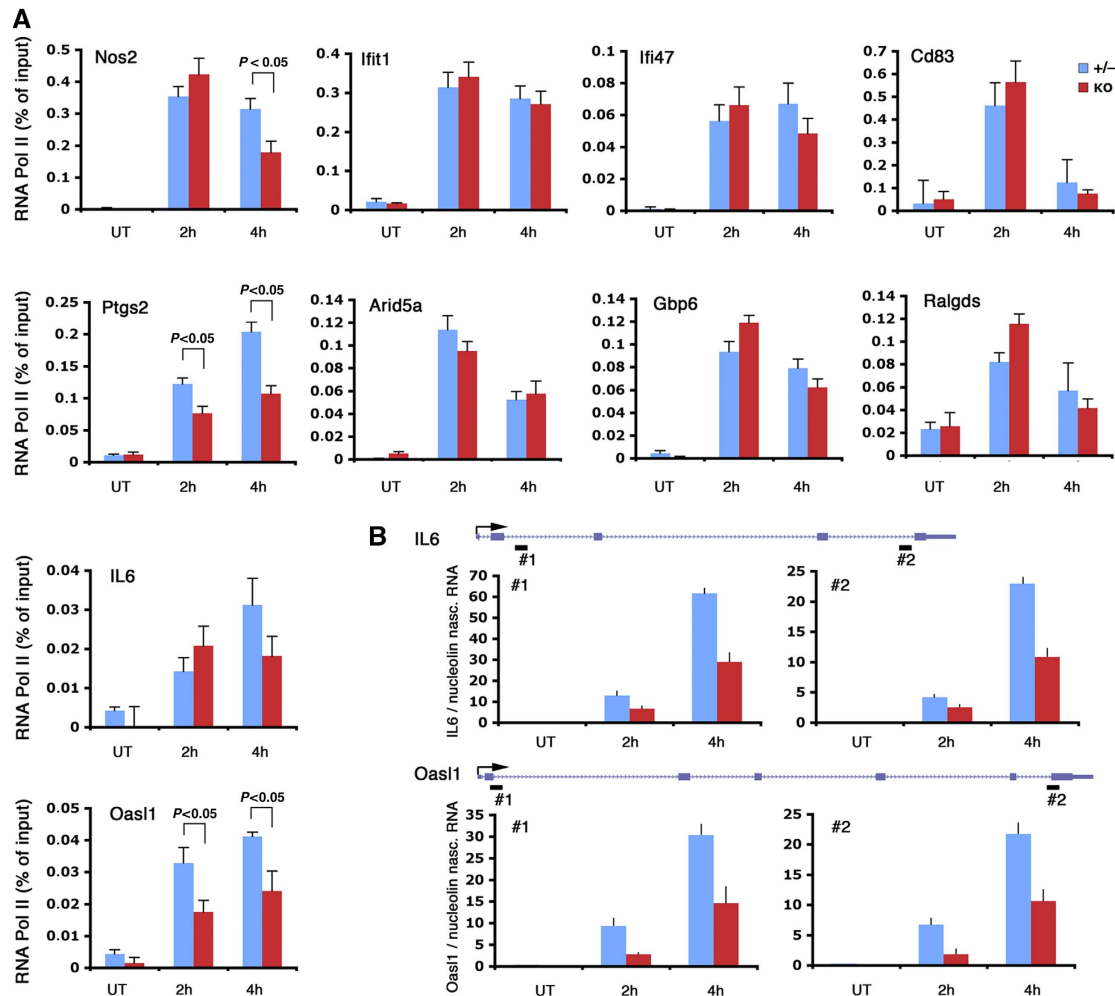 A
RNA Pol II (% of input)
Nos2
P < 0.05
0.5
0.4
0.3
0.2
0.1
0
UT 2h 4h
Ifit1
0.4
0.3
0.2
0.1
0
UT 2h 4h
Ifi47
0.1
0.08
0.06
0.04
0.02
0
UT 2h 4h
Cd83
0.7
0.6
0.5
0.4
0.3
0.2
0.1
0
UT 2h 4h
+/−
KO
RNA Pol II (% of input)
Ptgs2
P<0.05
P<0.05
0.25
0.2
0.15
0.1
0.05
0
UT 2h 4h
Arid5a
0.14
0.12
0.1
0.08
0.06
0.04
0.02
0
UT 2h 4h
Gbp6
0.14
0.12
0.1
0.08
0.06
0.04
0.02
0
UT 2h 4h
Ralgds
0.14
0.12
0.1
0.08
0.06
0.04
0.02
0
UT 2h 4h
RNA Pol II (% of input)
IL6
0.04
0.03
0.02
0.01
0
UT 2h 4h
RNA Pol II (% of input)
Oasl1
P<0.05
P<0.05
0.05
0.04
0.03
0.02
0.01
0
UT 2h 4h
B
IL6
#1
#2
IL6 / nucleolin nasc. RNA
#1
70
60
50
40
30
20
10
0
UT 2h 4h
#2
25
20
15
10
5
0
UT 2h 4h
Oasl1
#1
#2
Oasl1 / nucleolin nasc. RNA
#1
35
30
25
20
15
10
5
0
UT 2h 4h
#2
25
20
15
10
5
0
UT 2h 4h